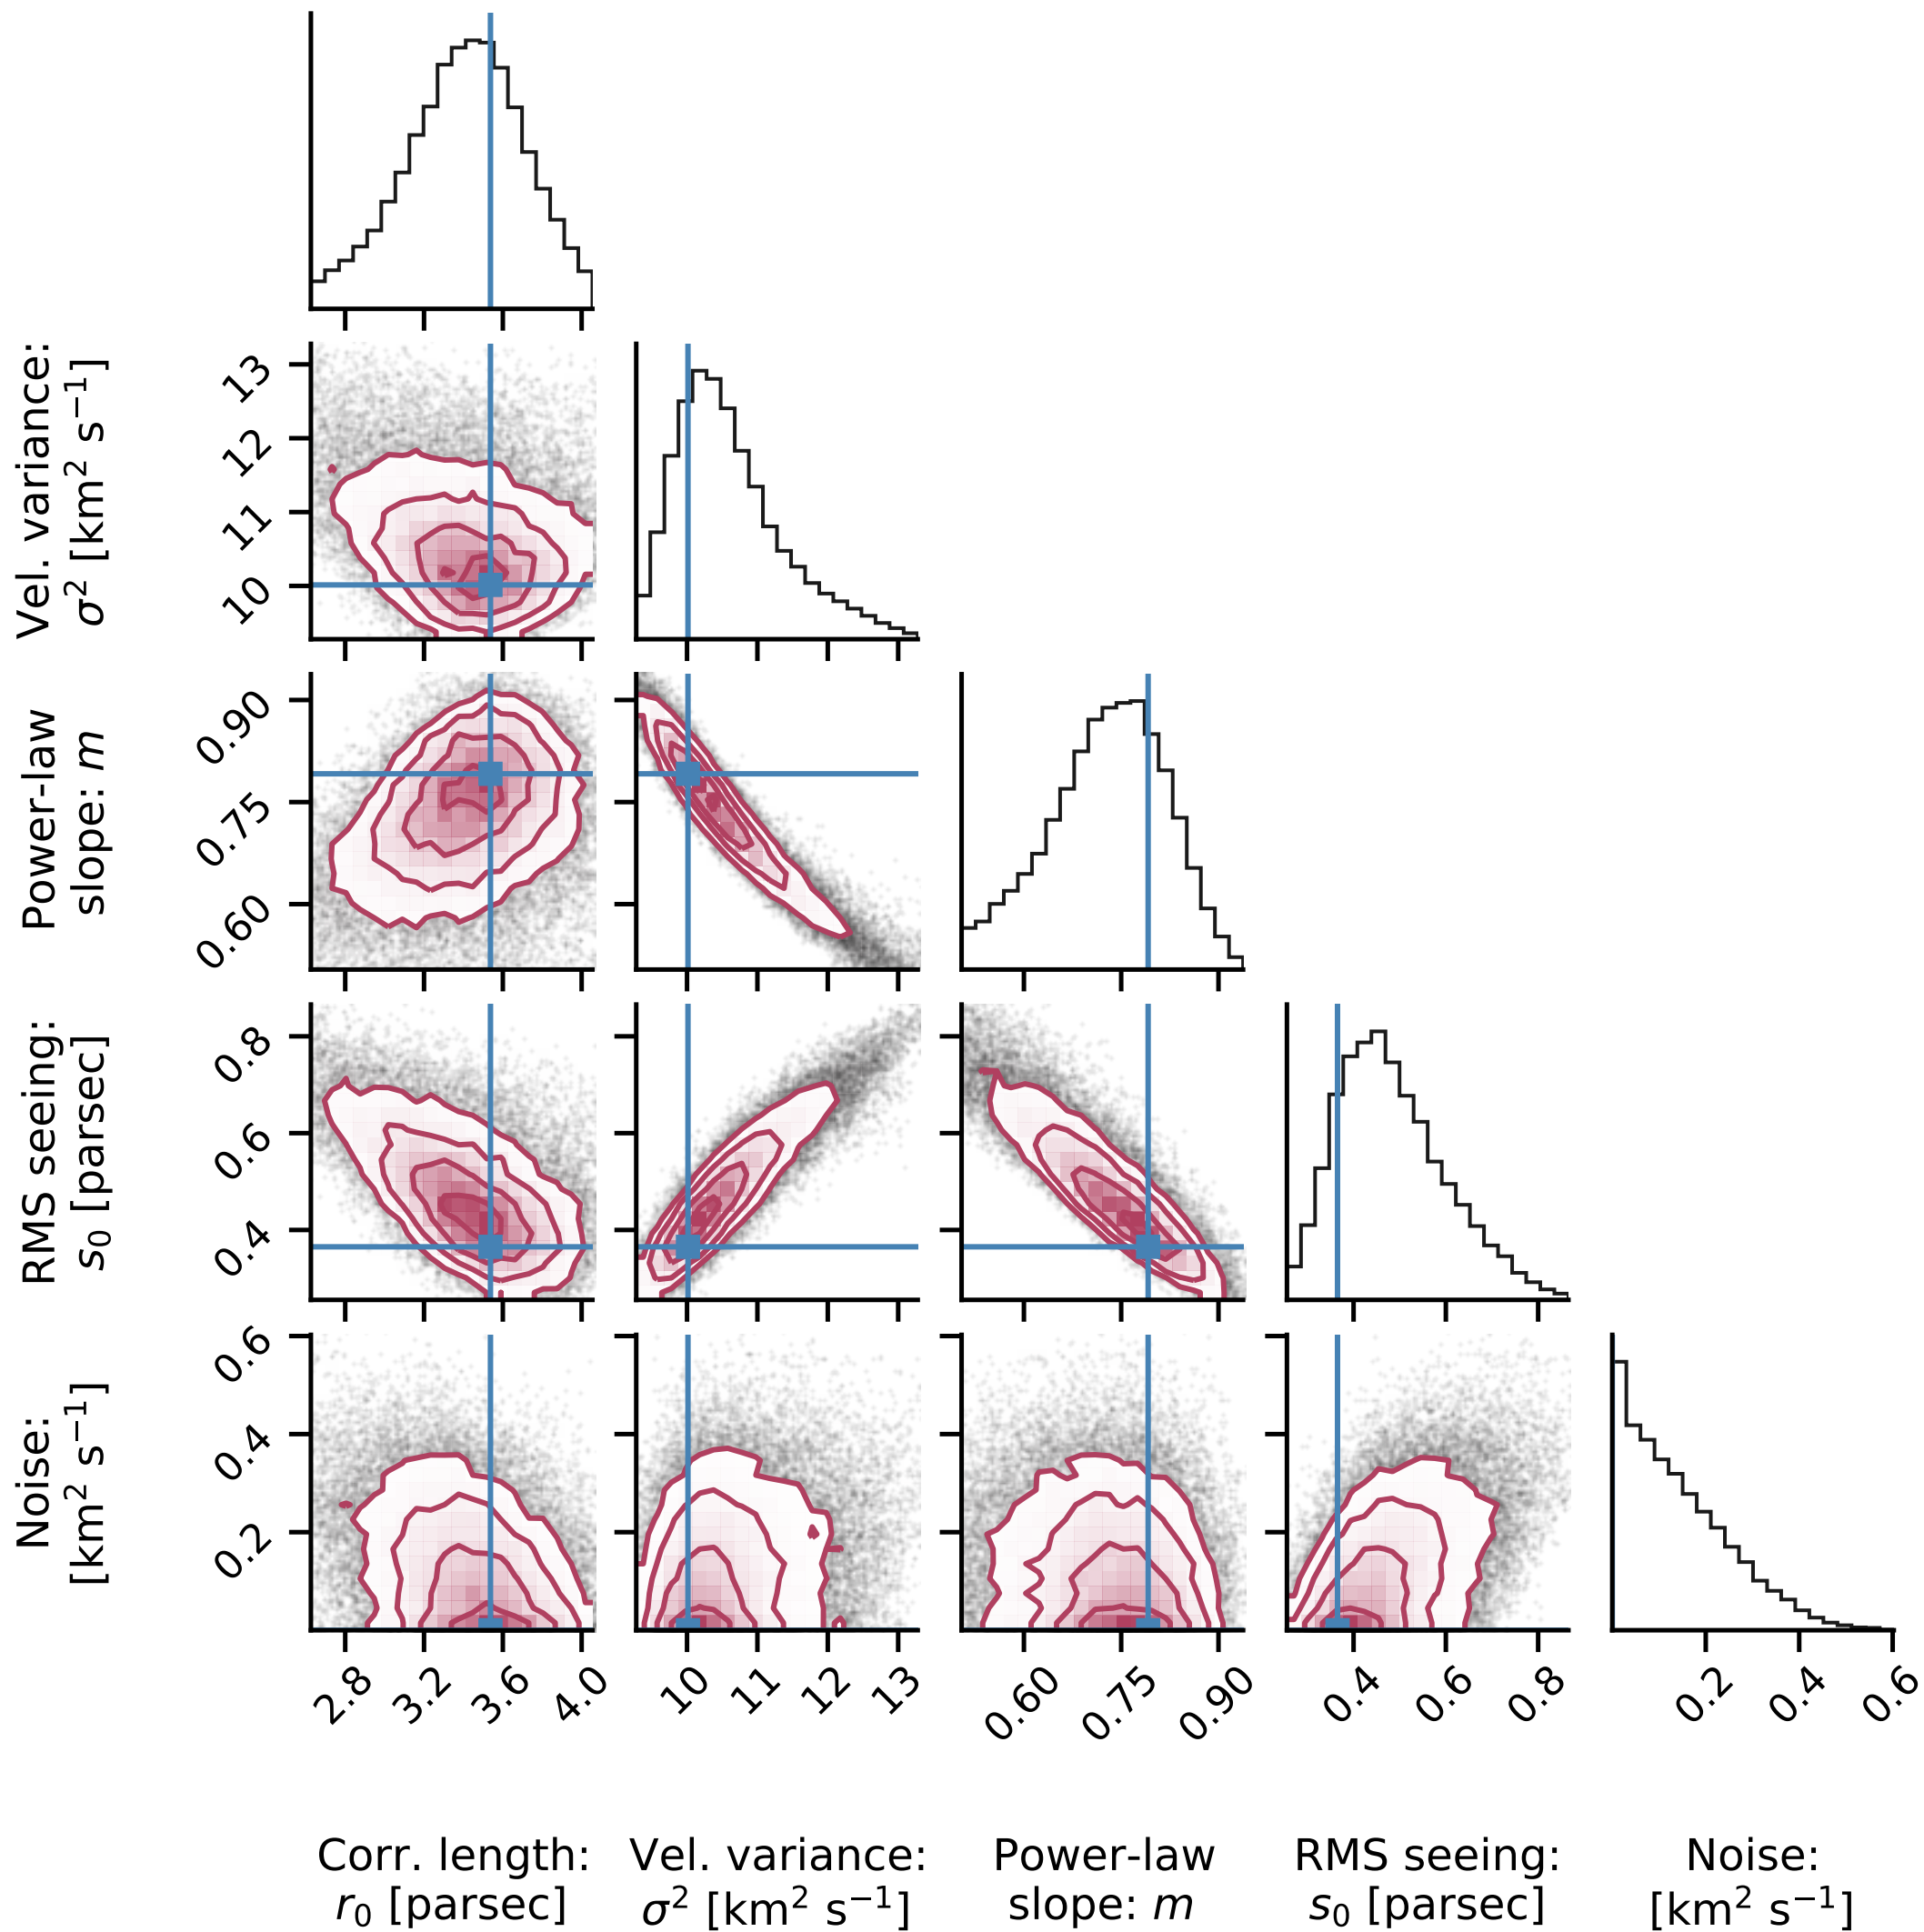 Vel. variance:
σ² [km² s⁻¹]
13
12
11
10
Power-law
slope: m
0.90
0.75
0.60
RMS seeing:
s₀ [parsec]
0.8
0.6
0.4
Noise:
[km² s⁻¹]
0.6
0.4
0.2
2.8 3.2 3.6 4.0 10 11 12 13 0.60 0.75 0.90 0.4 0.6 0.8 0.2 0.4 0.6
Corr. length:
r₀ [parsec]
Vel. variance:
σ² [km² s⁻¹]
Power-law
slope: m
RMS seeing:
s₀ [parsec]
Noise:
[km² s⁻¹]